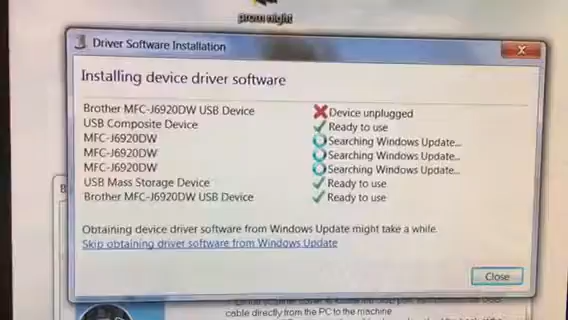 prom night
Driver Software Installation
Installing device driver software
Brother MFC-J6920DW USB Device Device unplugged
USB Composite Device Ready to use
MFC-J6920DW Searching Windows Update...
MFC-J6920DW Searching Windows Update...
MFC-J6920DW Searching Windows Update...
USB Mass Storage Device Ready to use
Brother MFC-J6920DW USB Device Ready to use
Obtaining device driver software from Windows Update might take a while.
Skip obtaining driver software from Windows Update
Close
cable directly from the PC to the machine